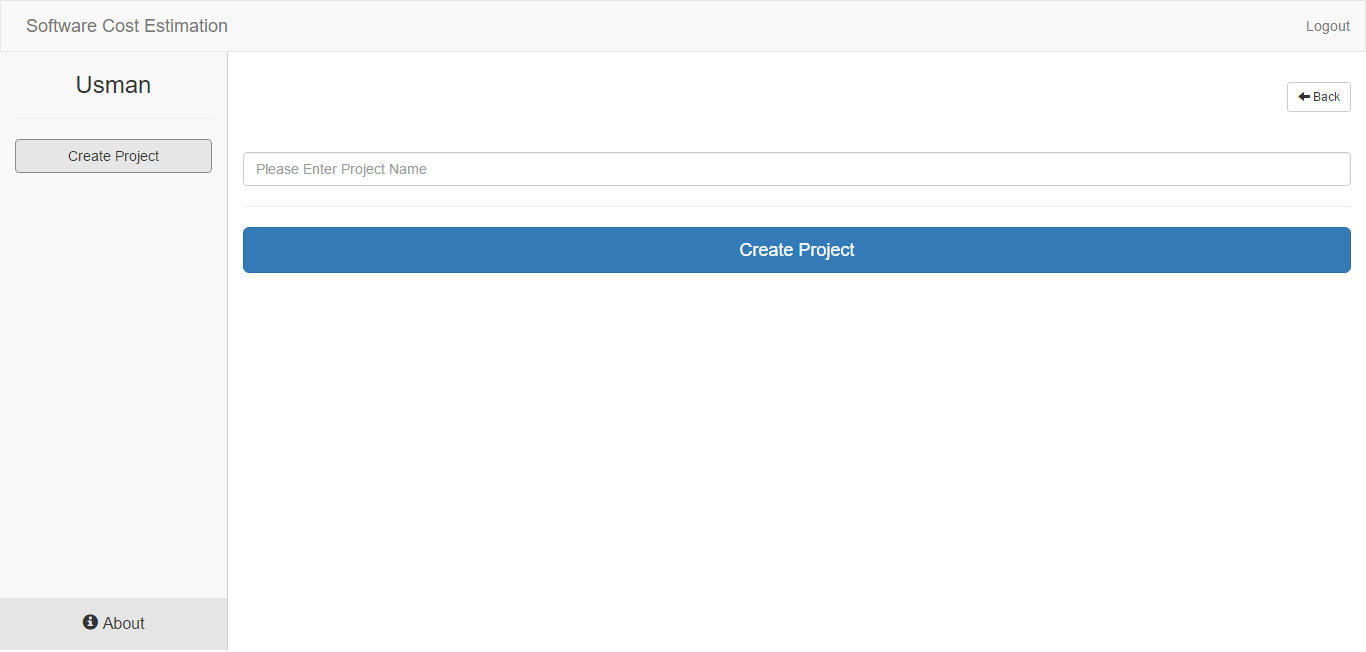 Software Cost Estimation
Logout
Usman
Back
Create Project
Please Enter Project Name
Create Project
About